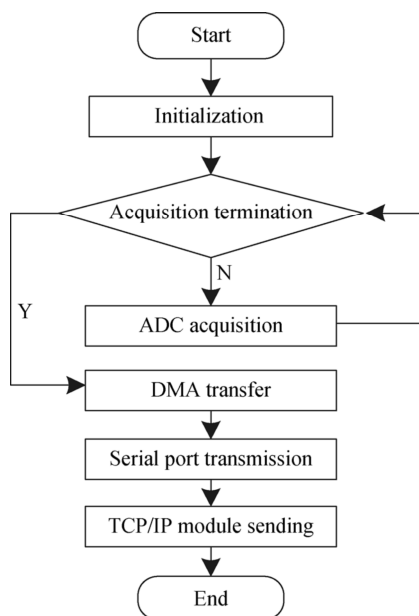 Start
Initialization
Acquisition termination
N
Y
ADC acquisition
DMA transfer
Serial port transmission
TCP/IP module sending
End